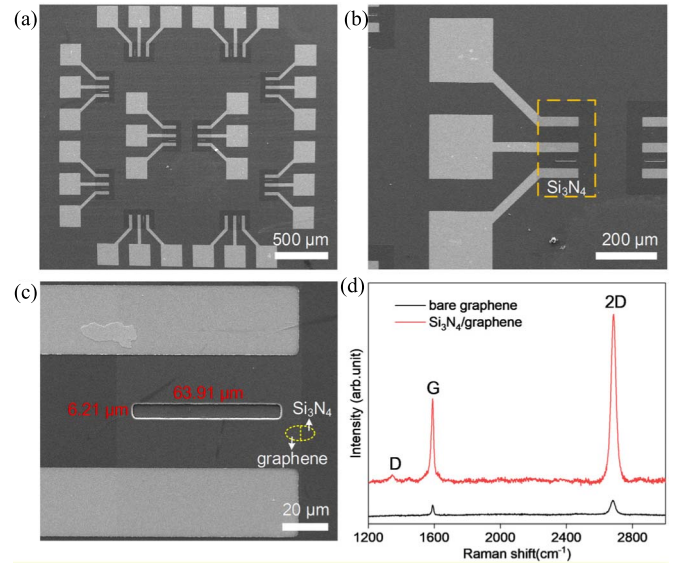 (a)
500 μm
(b)
Si₃N₄
200 μm
(c)
63.91 μm
6.21 μm
Si₃N₄
graphene
20 μm
(d)
bare graphene
Si₃N₄/graphene
2D
G
D
Intensity (arb.unit)
1200 1600 2000 2400 2800
Raman shift(cm⁻¹)